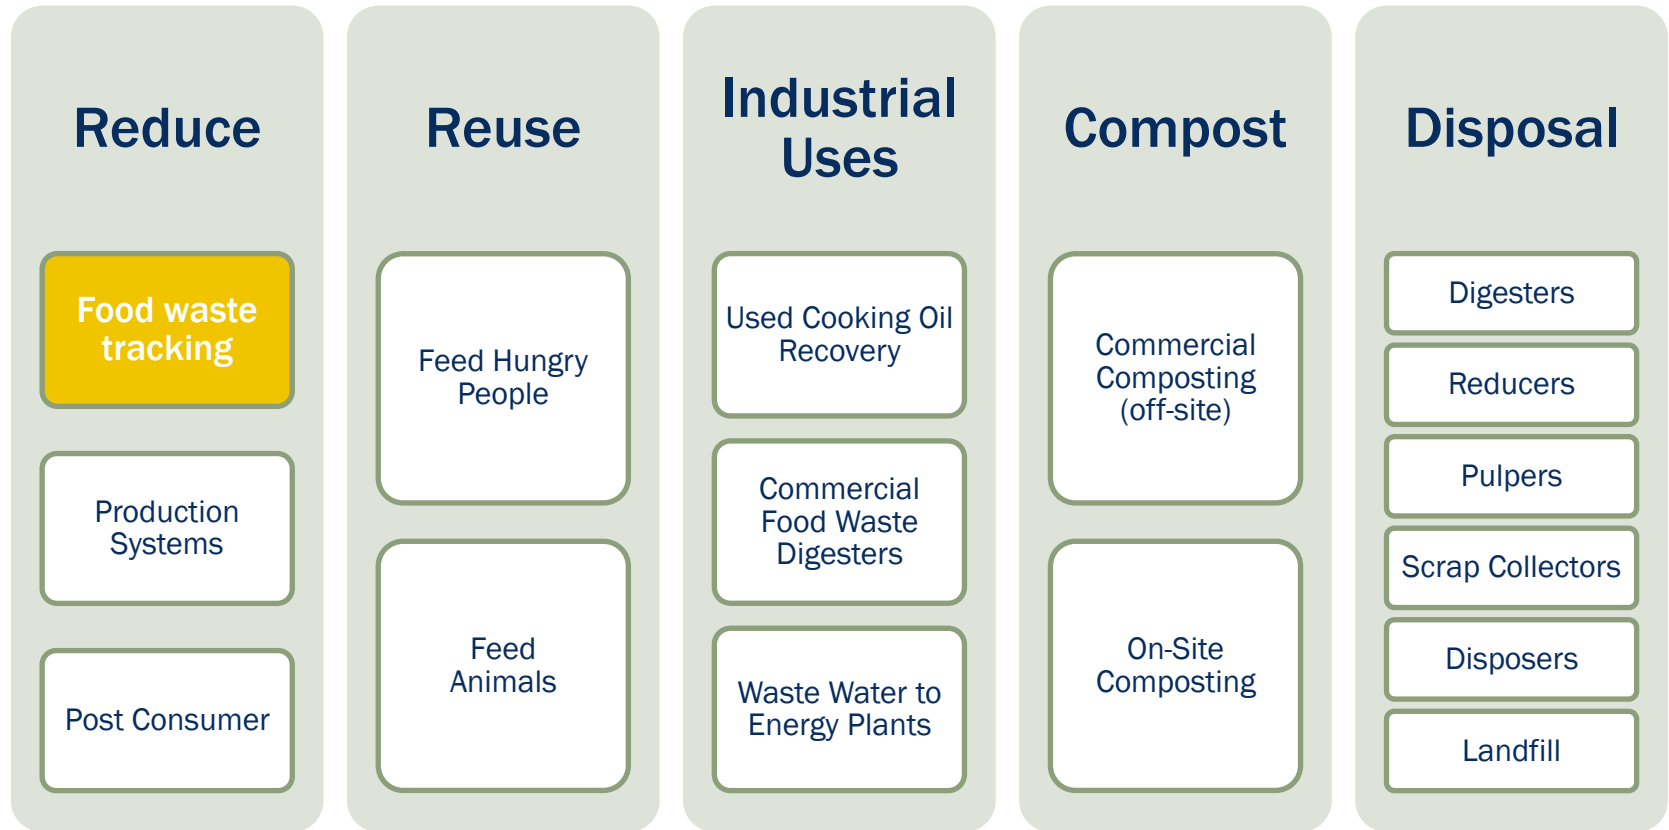 Reduce
Food waste
tracking
Production
Systems
Post Consumer
Reuse
Feed Hungry
People
Feed
Animals
Industrial
Uses
Used Cooking Oil
Recovery
Commercial
Food Waste
Digesters
Waste Water to
Energy Plants
Compost
Commercial
Composting
(off-site)
On-Site
Composting
Disposal
Digesters
Reducers
Pulpers
Scrap Collectors
Disposers
Landfill